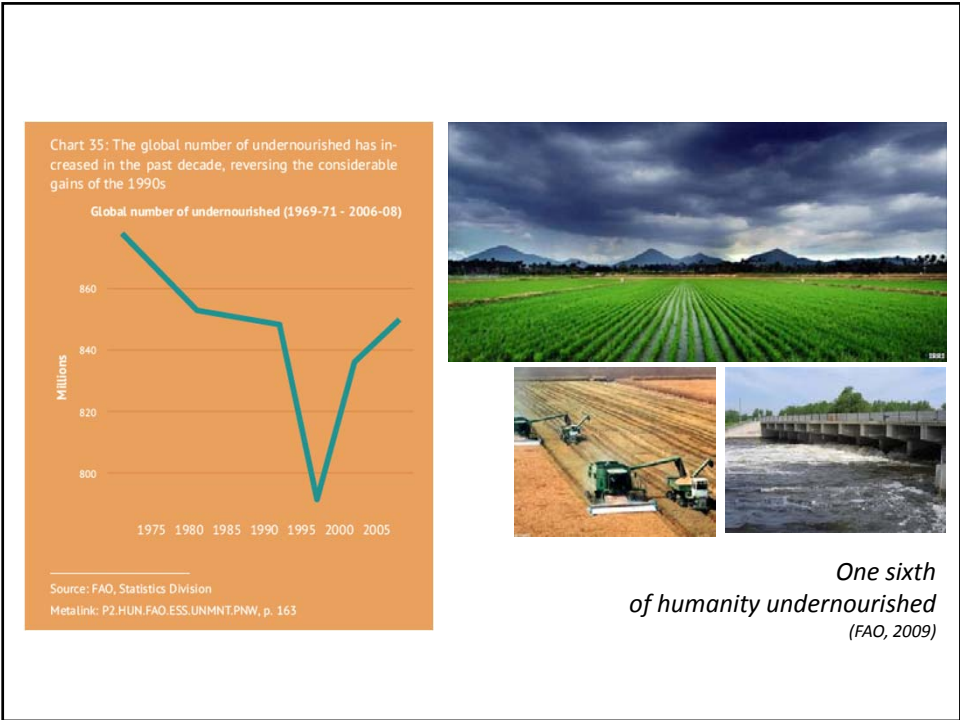 Chart 35: The global number of undernourished has in-
creased in the past decade, reversing the considerable
gains of the 1990s
Global number of undernourished (1969-71 - 2006-08)
Millions
860
840
820
800
1975 1980 1985 1990 1995 2000 2005
Source: FAO, Statistics Division
Metalink: P2.HUN.FAO.ESS.UNMNT.PNW, p. 163
One sixth
of humanity undernourished
(FAO, 2009)